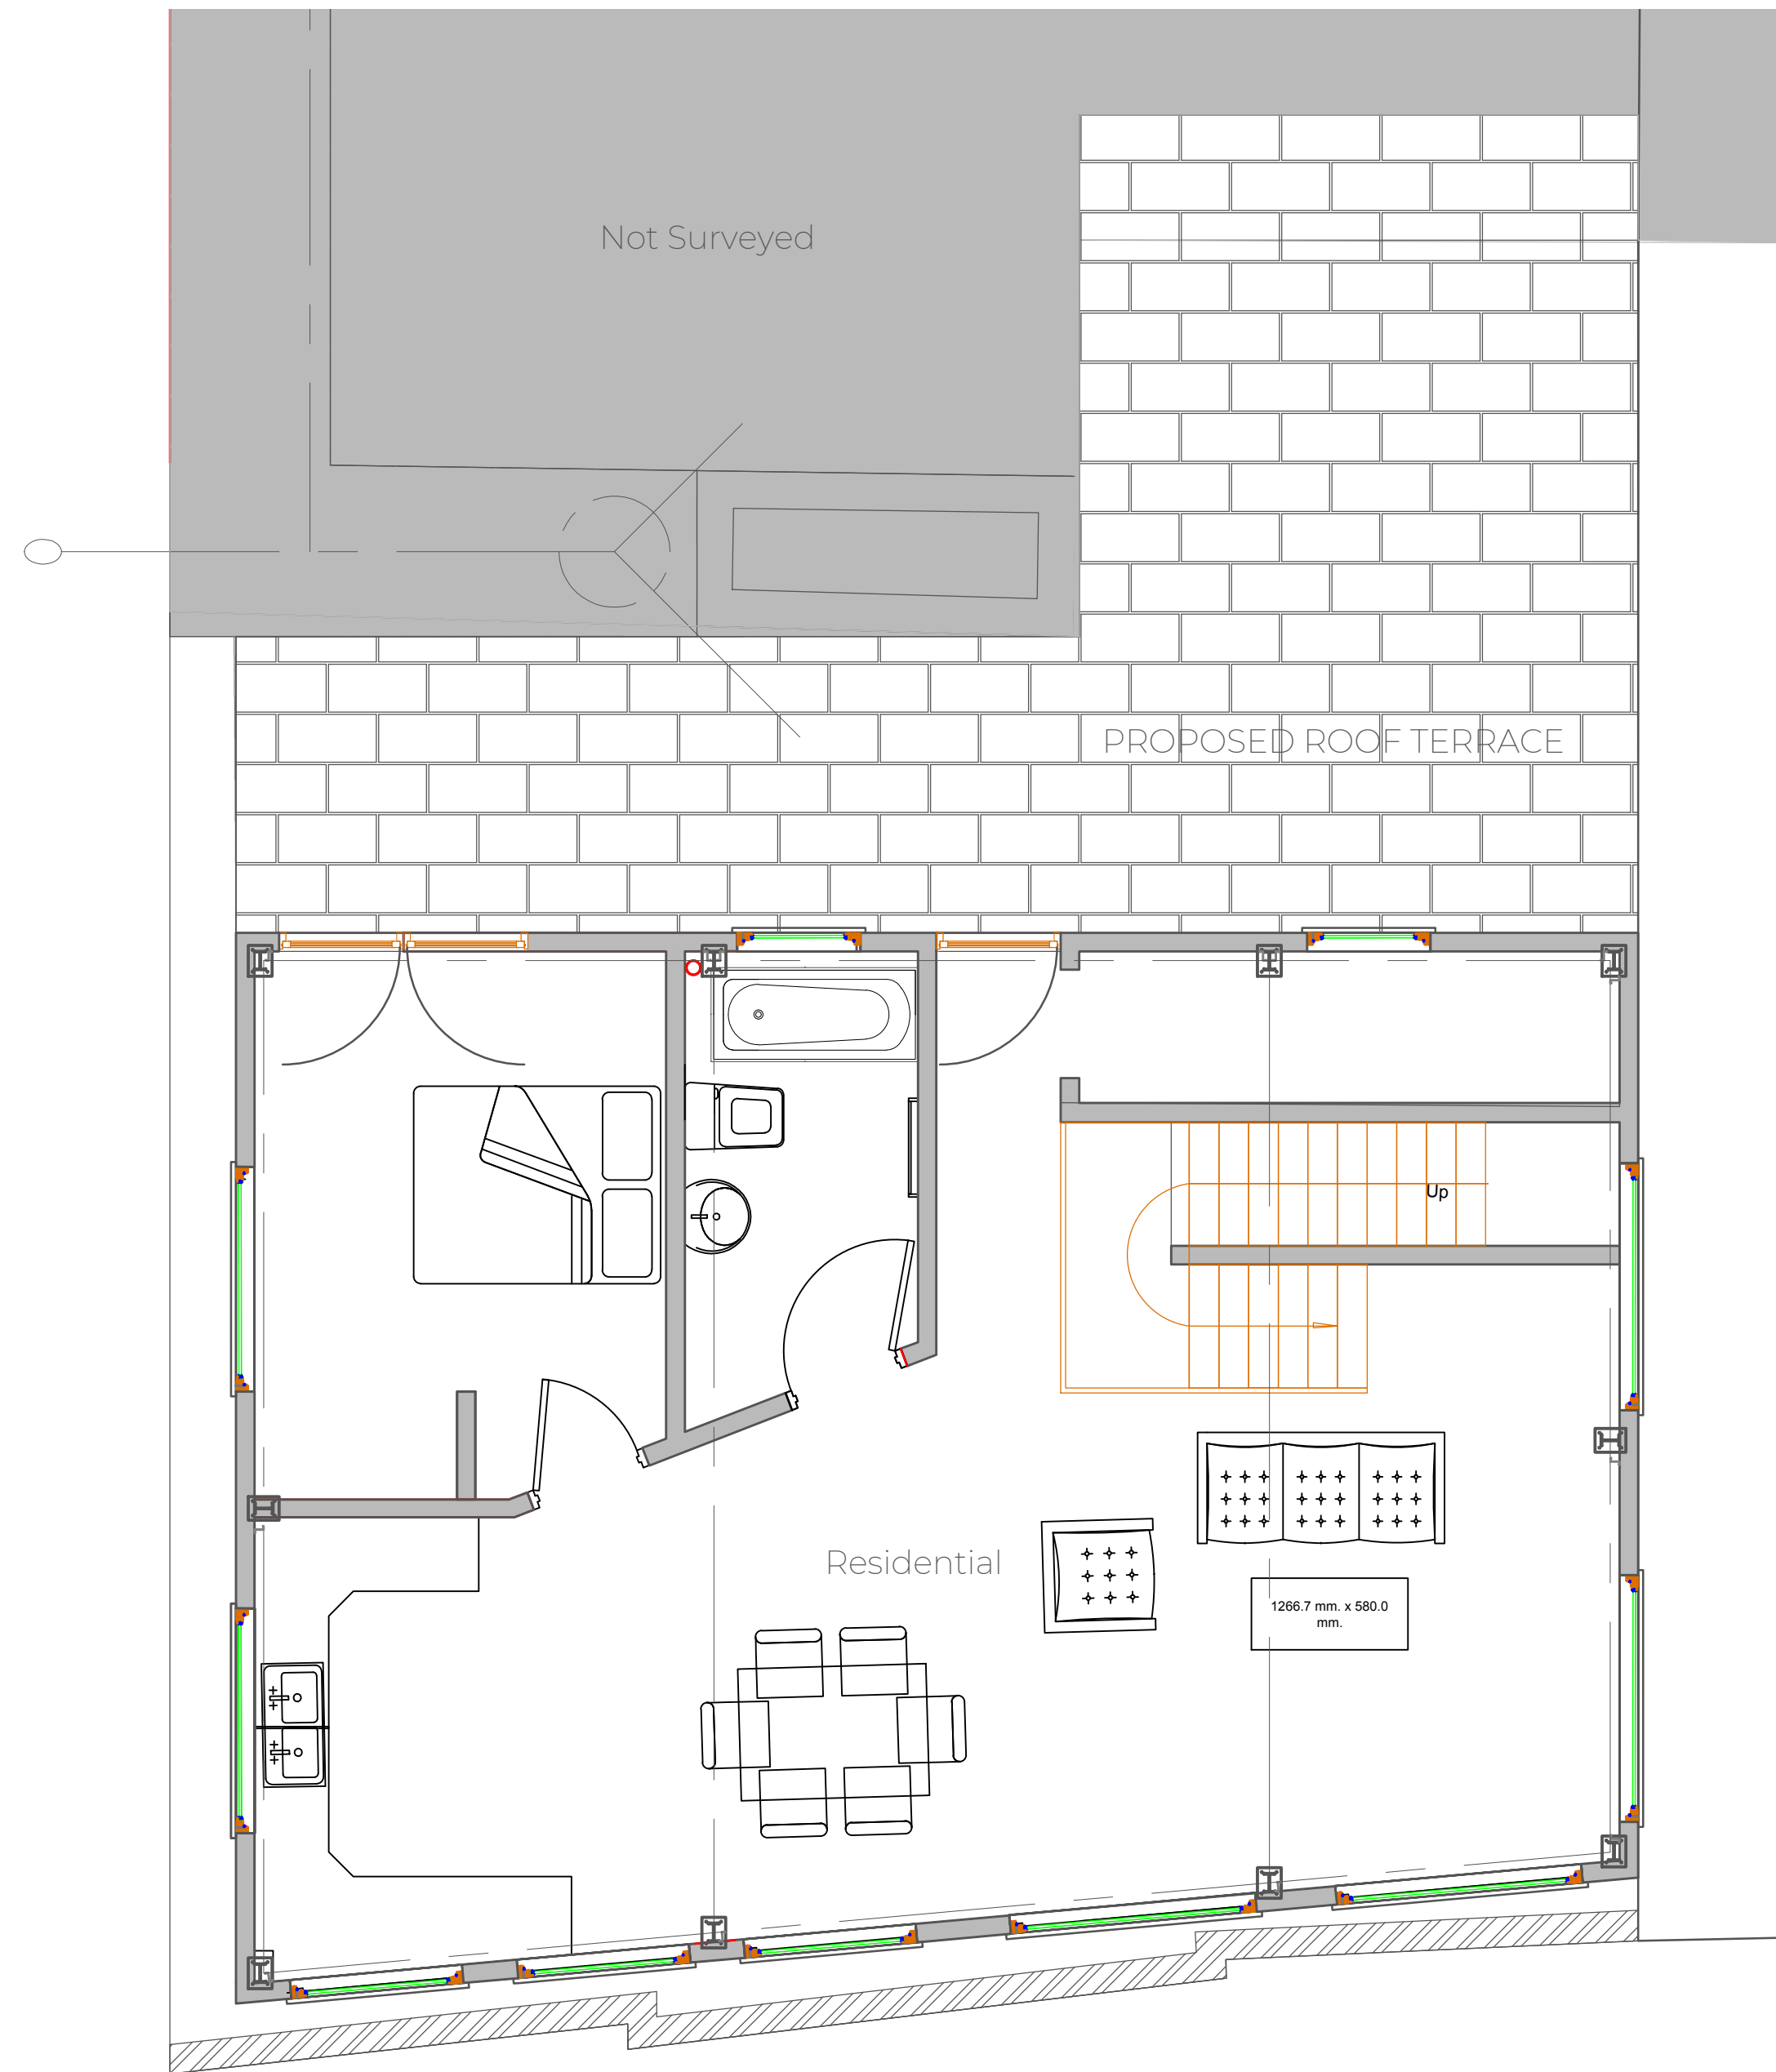 Not Surveyed
PROPOSED ROOF TERRACE
Up
Residential
1266.7 mm. x 580.0
mm.